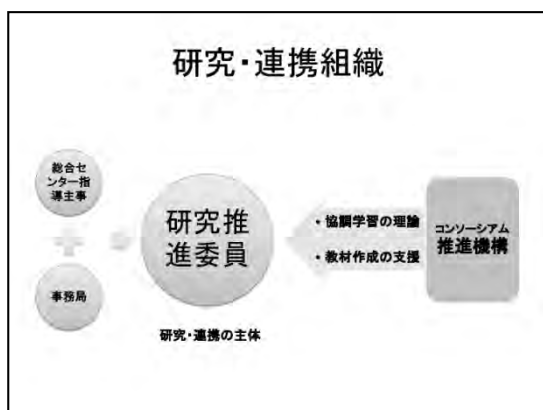 研究・連携組織
総合セ
ンター指
導主事
事務局
研究推
進委員
研究・連携の主体
・協調学習の理論
・教材作成の支援
コンソーシアム
推進機構